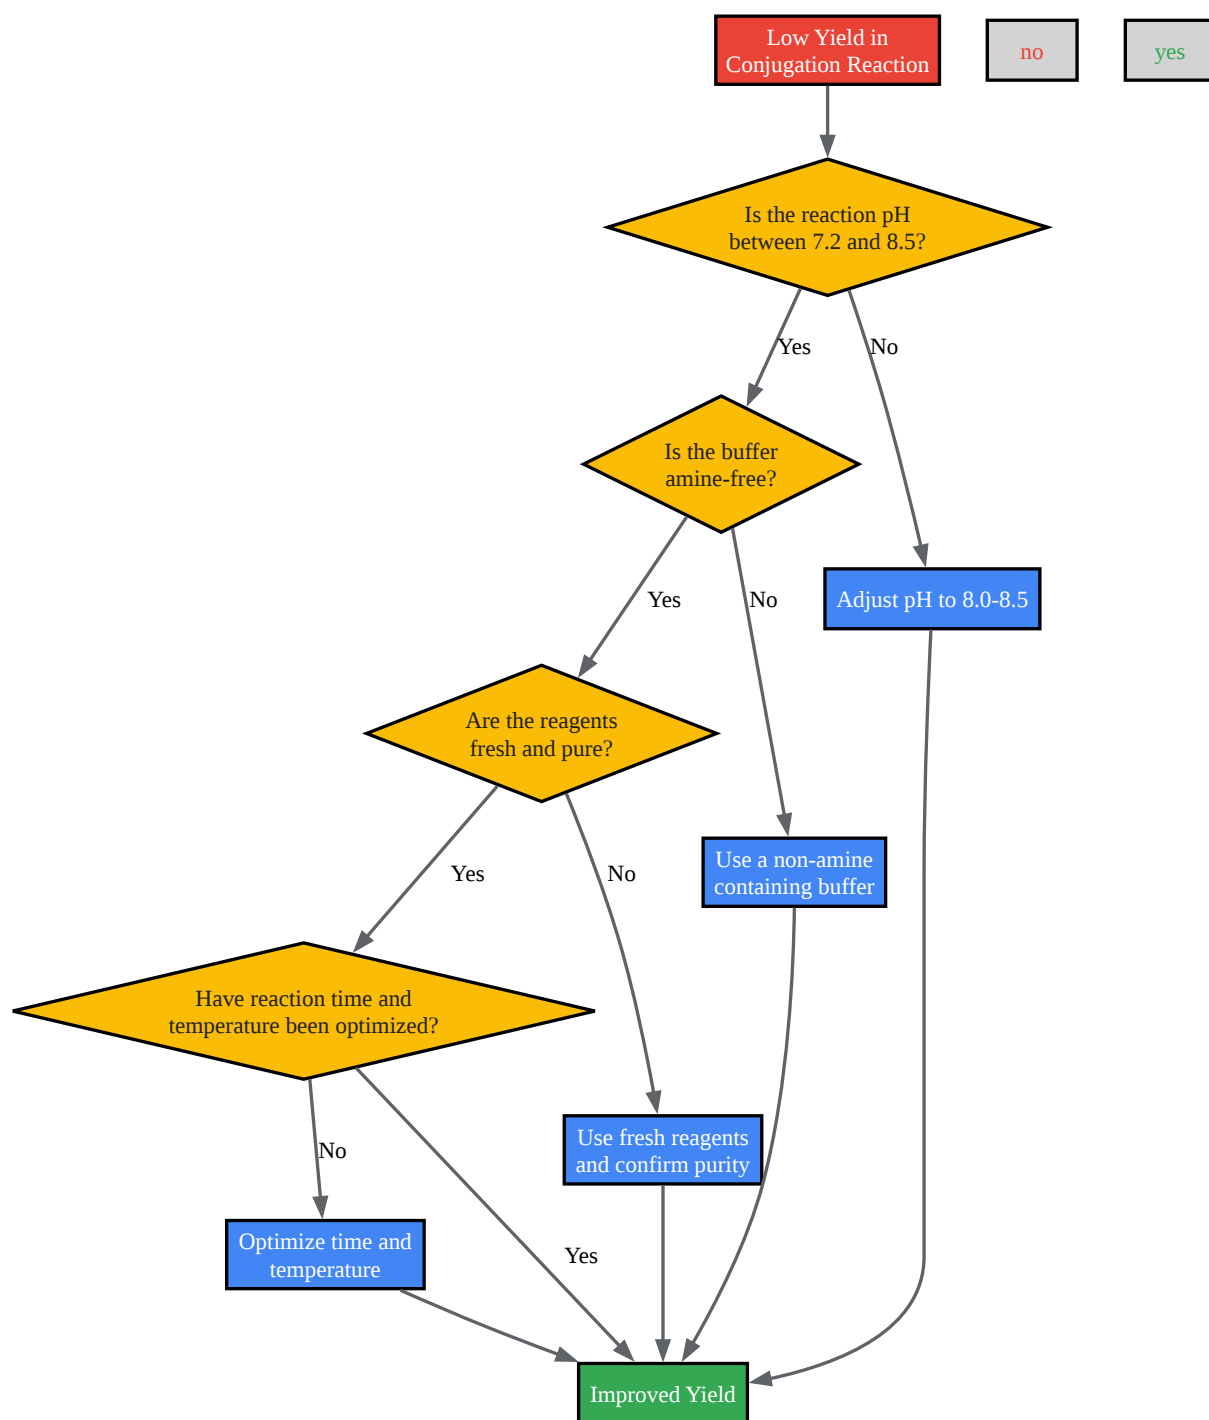 Low Yield in
Conjugation Reaction
no
yes
Is the reaction pH
between 7.2 and 8.5?
Yes
No
Is the buffer
amine-free?
Yes
No
Adjust pH to 8.0-8.5
Are the reagents
fresh and pure?
Yes
No
Use a non-amine
containing buffer
Have reaction time and
temperature been optimized?
No
Yes
Use fresh reagents
and confirm purity
Optimize time and
temperature
Improved Yield